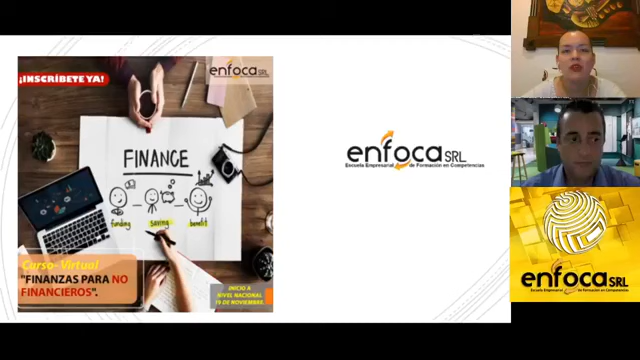 ¡INSCRÍBETE YA!
enfoca SRL
FINANCE
funding
saving
benefit
Curso- Virtual
"FINANZAS PARA NO
FINANCIEROS".
INICIO A
NIVEL NACIONAL
19 DE NOVIEMBRE.
enfoca SRL
Escuela Empresarial de Formación en Competencias
enfoca SRL
Escuela Empresarial de Formación en Competencias